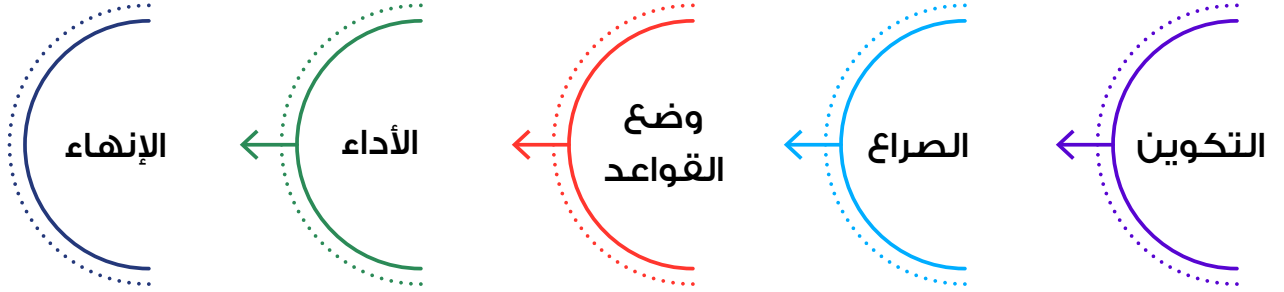 التكوين
الصراع
وضع
القواعد
الأداء
الإنهاء